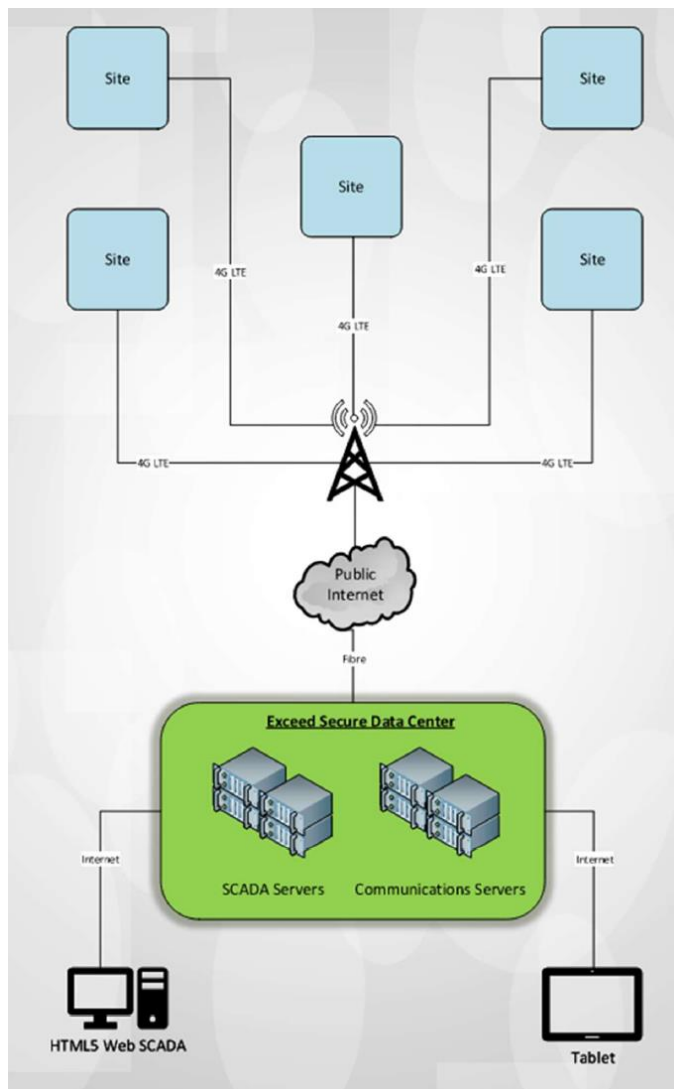 Site
Site
Site
Site
Site
4G LTE
4G LTE
4G LTE
4G LTE
4G LTE
Public
Internet
Fibre
Exceed Secure Data Center
SCADA Servers
Communications Servers
Internet
Internet
HTML5 Web SCADA
Tablet